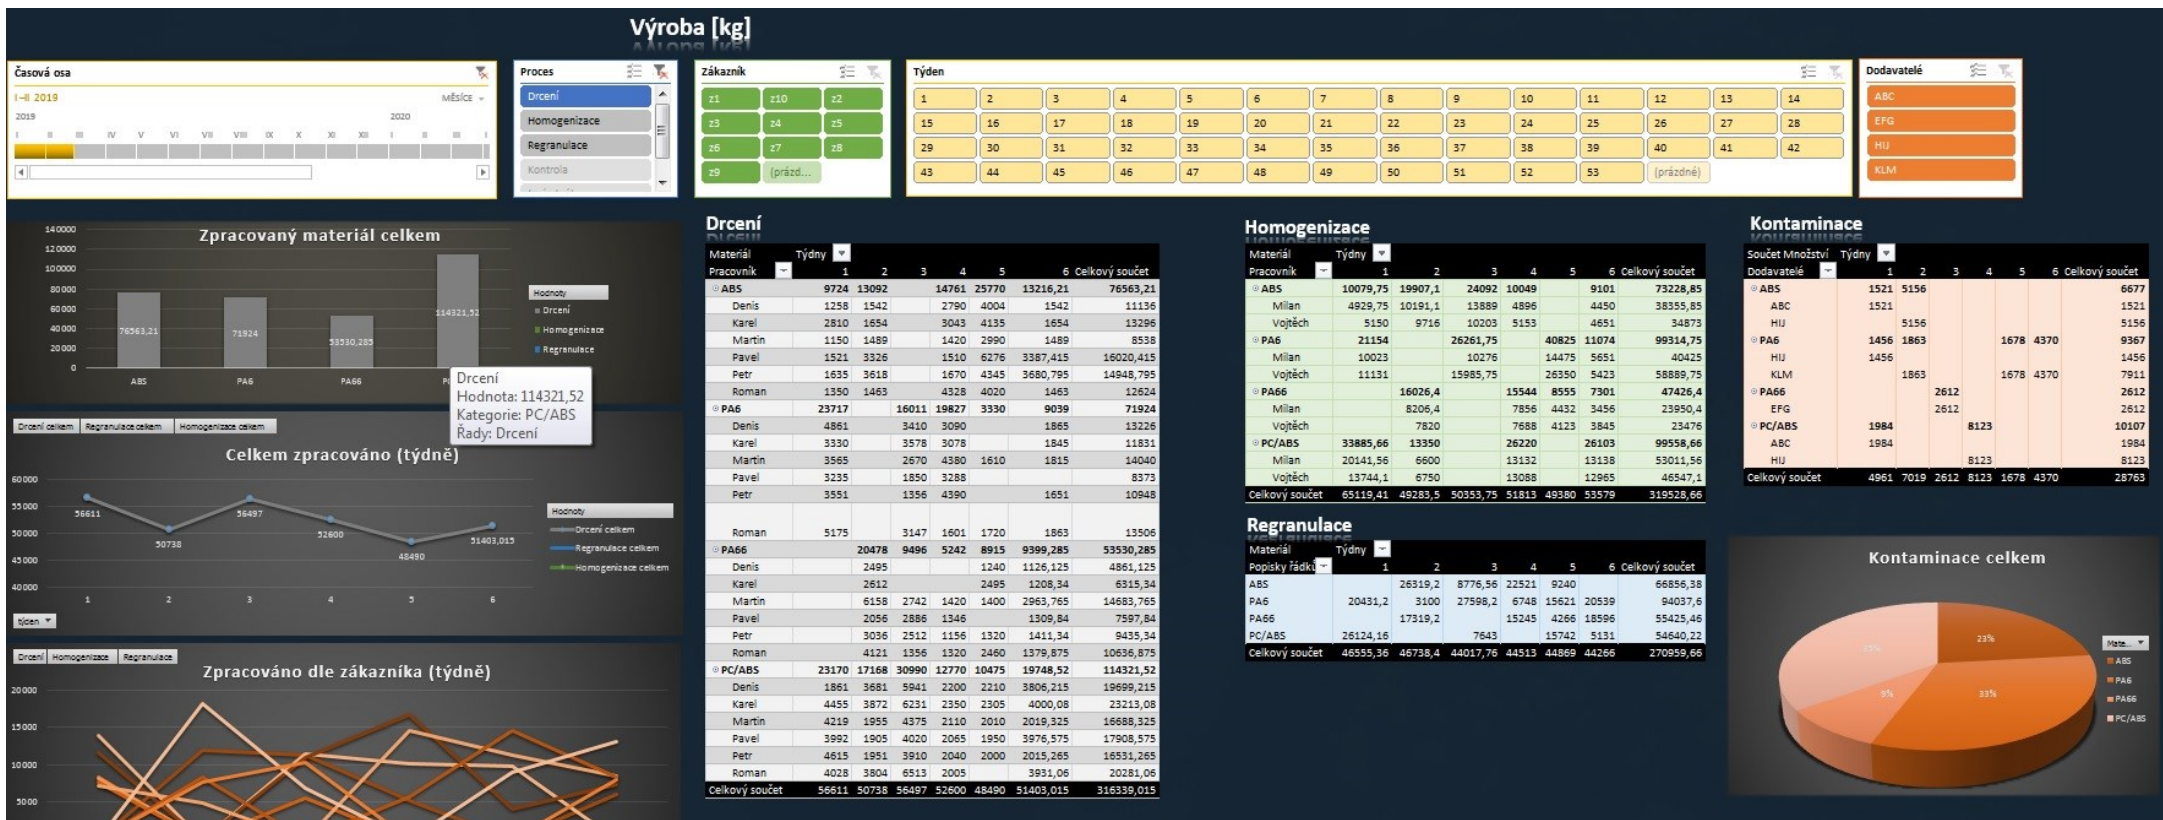 Výroba [kg]
Časová osa
I–II 2019 MĚSÍCE
2019 2020
I II III IV V VI VII VIII IX X XI XII I II III I
Proces
Drcení
Homogenizace
Regranulace
Kontrola
Zákazník
z1 z10 z2
z3 z4 z5
z6 z7 z8
z9 (prázd...
Týden
1 2 3 4 5 6 7 8 9 10 11 12 13 14
15 16 17 18 19 20 21 22 23 24 25 26 27 28
29 30 31 32 33 34 35 36 37 38 39 40 41 42
43 44 45 46 47 48 49 50 51 52 53 (prázdné)
Dodavatelé
ABC
EFG
HIJ
KLM
Zpracovaný materiál celkem
140000
120000
100000
80000
60000
40000
20000
0
76563,21 71924 53530,285 114321,52
ABS PA6 PA66
Hodnoty
Drcení
Homogenizace
Regranulace
Drcení
Hodnota: 114321,52
Kategorie: PC/ABS
Řady: Drcení
Drcení celkem Regranulace celkem Homogenizace celkem
Celkem zpracováno (týdně)
60000
55000
50000
45000
40000
56611 50738 56497 52600 48490 51403,015
1 2 3 4 5 6
Hodnoty
Drcení celkem
Regranulace celkem
Homogenizace celkem
týden
Drcení Homogenizace Regranulace
Zpracováno dle zákazníka (týdně)
20000
15000
10000
5000
Drcení
Materiál Týdny
Pracovník 1 2 3 4 5 6 Celkový součet
ABS 9724 13092 14761 25770 13216,21 76563,21
Denis 1258 1542 2790 4004 1542 11136
Karel 2810 1654 3043 4135 1654 13296
Martin 1150 1489 1420 2990 1489 8538
Pavel 1521 3326 1510 6276 3387,415 16020,415
Petr 1635 3618 1670 4345 3680,795 14948,795
Roman 1350 1463 4328 4020 1463 12624
PA6 23717 16011 19827 3330 9039 71924
Denis 4861 3410 3090 1865 13226
Karel 3330 3578 3078 1845 11831
Martin 3565 2670 4380 1610 1815 14040
Pavel 3235 1850 3288 8373
Petr 3551 1356 4390 1651 10948
Roman 5175 3147 1601 1720 1863 13506
PA66 20478 9496 5242 8915 9399,285 53530,285
Denis 2495 1240 1126,125 4861,125
Karel 2612 2495 1208,34 6315,34
Martin 6158 2742 1420 1400 2963,765 14683,765
Pavel 2056 2886 1346 1309,84 7597,84
Petr 3036 2512 1156 1320 1411,34 9435,34
Roman 4121 1356 1320 2460 1379,875 10636,875
PC/ABS 23170 17168 30990 12770 10475 19748,52 114321,52
Denis 1861 3681 5941 2200 2210 3806,215 19699,215
Karel 4455 3872 6231 2350 2305 4000,08 23213,08
Martin 4219 1955 4375 2110 2010 2019,325 16688,325
Pavel 3992 1905 4020 2065 1950 3976,575 17908,575
Petr 4615 1951 3910 2040 2000 2015,265 16531,265
Roman 4028 3804 6513 2005 3931,06 20281,06
Celkový součet 56611 50738 56497 52600 48490 51403,015 316339,015
Homogenizace
Materiál Týdny
Pracovník 1 2 3 4 5 6 Celkový součet
ABS 10079,75 19907,1 24092 10049 9101 73228,85
Milan 4929,75 10191,1 13889 4896 4450 38355,85
Vojtěch 5150 9716 10203 5153 4651 34873
PA6 21154 26261,75 40825 11074 99314,75
Milan 10023 10276 14475 5651 40425
Vojtěch 11131 15985,75 26350 5423 58889,75
PA66 16026,4 15544 8555 7301 47426,4
Milan 8206,4 7856 4432 3456 23950,4
Vojtěch 7820 7688 4123 3845 23476
PC/ABS 33885,66 13350 26220 26103 99558,66
Milan 20141,56 6600 13132 13138 53011,56
Vojtěch 13744,1 6750 13088 12965 46547,1
Celkový součet 65119,41 49283,5 50353,75 51813 49380 53579 319528,66
Regranulace
Materiál Týdny
Popisky řádků 1 2 3 4 5 6 Celkový součet
ABS 26319,2 8776,56 22521 9240 66856,38
PA6 20431,2 3100 27598,2 6748 15621 20539 94037,6
PA66 17319,2 15245 4266 18596 55425,46
PC/ABS 26124,16 7643 15742 5131 54640,22
Celkový součet 46555,36 46738,4 44017,76 44513 44869 44266 270959,66
Kontaminace
Součet Množství Týdny
Dodavatelé 1 2 3 4 5 6 Celkový součet
ABS 1521 5156 6677
ABC 1521 1521
HIJ 5156 5156
PA6 1456 1863 1678 4370 9367
HIJ 1456 1456
KLM 1863 1678 4370 7911
PA66 2612 2612
EFG 2612 2612
PC/ABS 1984 8123 10107
ABC 1984 1984
HIJ 8123 8123
Celkový součet 4961 7019 2612 8123 1678 4370 28763
Kontaminace celkem
23%
33%
9%
35%
Mate...
ABS
PA6
PA66
PC/ABS